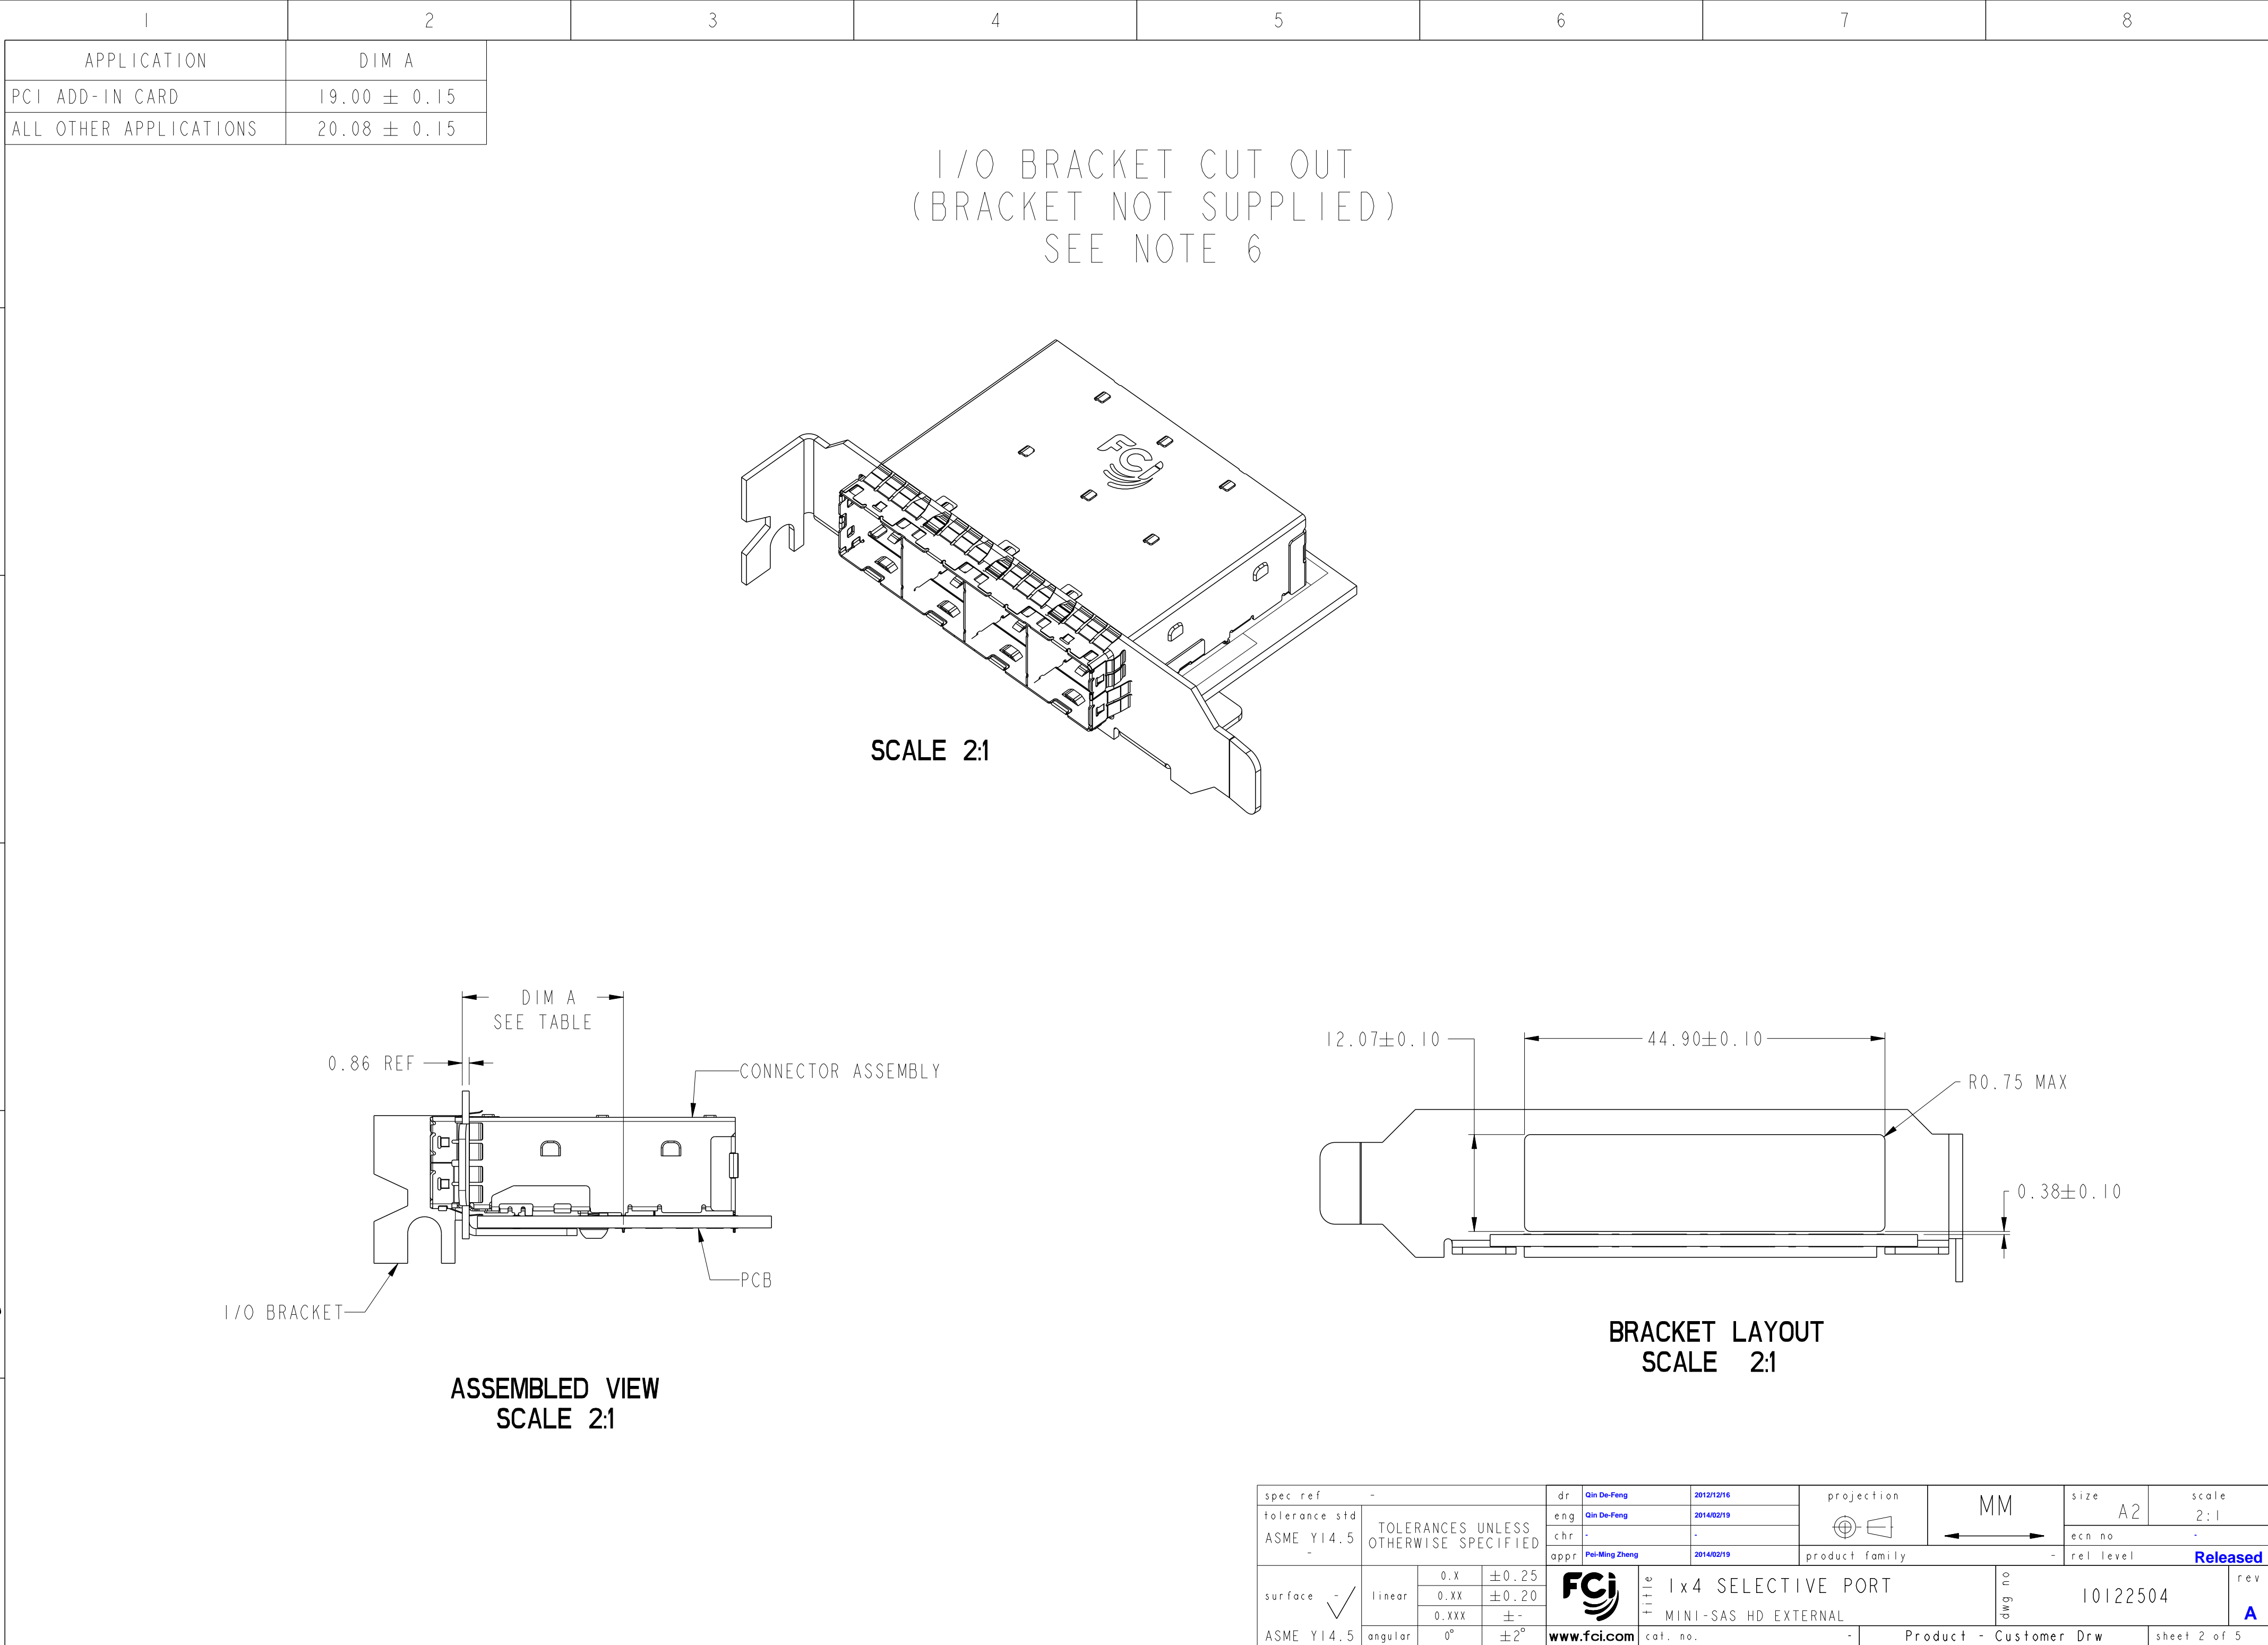 1 2 3 4 5 6 7 8
APPLICATION DIM A
PCI ADD-IN CARD 19.00 ± 0.15
ALL OTHER APPLICATIONS 20.08 ± 0.15
I/O BRACKET CUT OUT
(BRACKET NOT SUPPLIED)
SEE NOTE 6
FCi
SCALE 2:1
DIM A
SEE TABLE
0.86 REF
CONNECTOR ASSEMBLY
PCB
I/O BRACKET
ASSEMBLED VIEW
SCALE 2:1
12.07±0.10
44.90±0.10
R0.75 MAX
0.38±0.10
BRACKET LAYOUT
SCALE 2:1
spec ref -
tolerance std
ASME Y14.5
-
TOLERANCES UNLESS
OTHERWISE SPECIFIED
dr Qin De-Feng 2012/12/16
eng Qin De-Feng 2014/02/19
chr - -
appr Pei-Ming Zheng 2014/02/19
projection
MM
size A2
scale 2:1
ecn no -
product family -
rel level Released
surface -
ASME Y14.5
linear
0.X ±0.25
0.XX ±0.20
0.XXX ±-
angular 0° ±2°
FCi
www.fci.com
title
1x4 SELECTIVE PORT
MINI-SAS HD EXTERNAL
dwg no
10122504
rev
A
cat. no. -
Product - Customer Drw
sheet 2 of 5